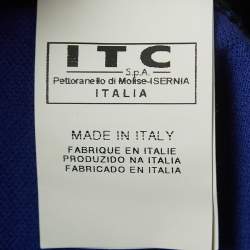 ITC
S.p.A.
Pettoranello di Molise-ISERNIA
ITALIA
MADE IN ITALY
FABRIQUE EN ITALIE
PRODUZIDO NA ITALIA
FABRICADO EN ITALIA